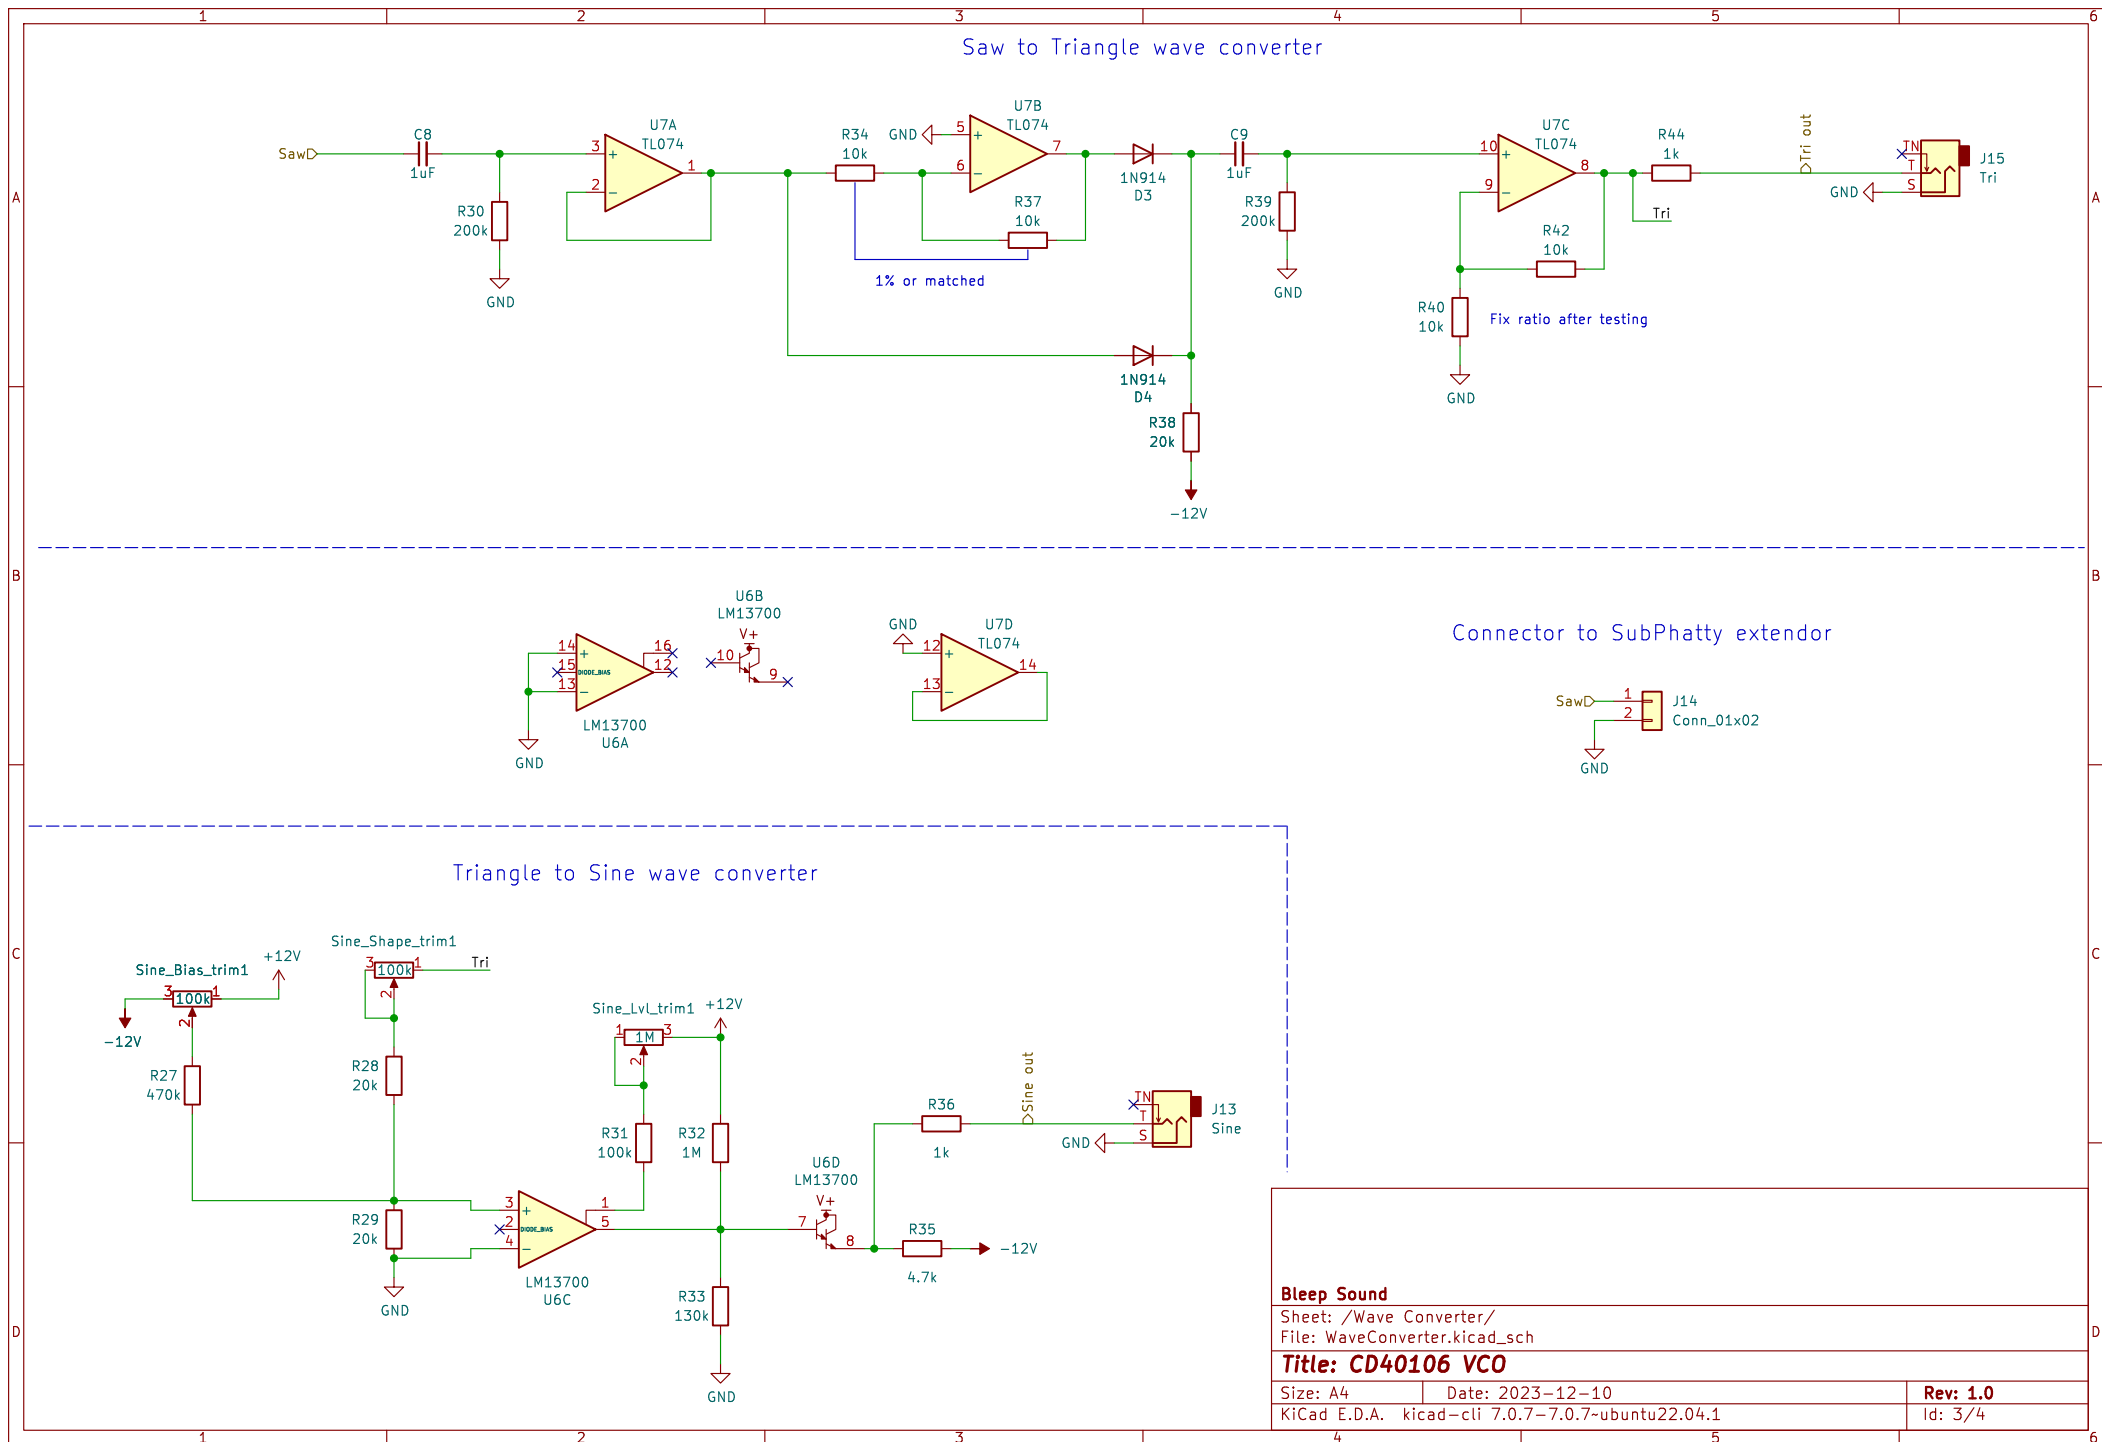 1 2 3 4 5 6
Saw to Triangle wave converter
A
A
Saw
C8
1uF
R30
200k
GND
U7A
TL074
3
2
1
+
−
R34
10k
GND
U7B
TL074
5
6
7
+
−
R37
10k
1% or matched
1N914
D3
1N914
D4
R38
20k
-12V
C9
1uF
R39
200k
GND
U7C
TL074
10
9
8
+
−
R42
10k
R40
10k
GND
Fix ratio after testing
R44
1k
Tri
Tri out
TN
T
S
GND
J15
Tri
B
B
U6B
LM13700
V+
10
9
14
15
13
16
12
+
DIODE_BIAS
−
LM13700
U6A
GND
GND
U7D
TL074
12
13
14
+
−
Connector to SubPhatty extendor
Saw
1
2
J14
Conn_01x02
GND
Triangle to Sine wave converter
C
C
Sine_Bias_trim1
+12V
3
100k
1
2
-12V
R27
470k
Sine_Shape_trim1
3
100k
1
2
Tri
R28
20k
R29
20k
GND
Sine_Lvl_trim1
+12V
1
1M
3
2
R31
100k
R32
1M
3
2
4
1
5
+
DIODE_BIAS
−
LM13700
U6C
R33
130k
GND
U6D
LM13700
V+
7
8
R36
1k
R35
4.7k
-12V
Sine out
TN
T
S
GND
J13
Sine
D
D
Bleep Sound
Sheet: /Wave Converter/
File: WaveConverter.kicad_sch
Title: CD40106 VCO
Size: A4 Date: 2023-12-10 Rev: 1.0
KiCad E.D.A. kicad-cli 7.0.7-7.0.7~ubuntu22.04.1 Id: 3/4
1 2 3 4 5 6